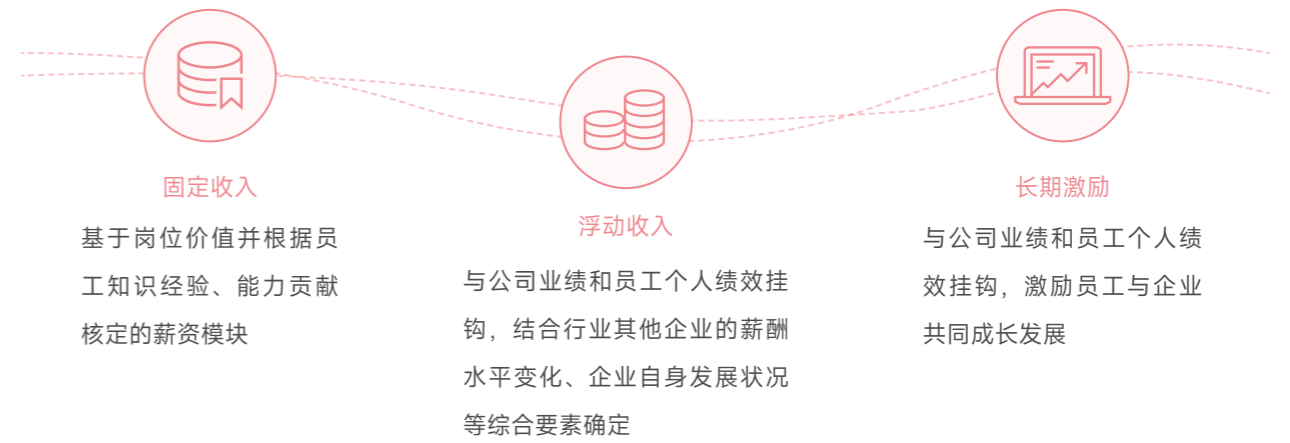 固定收入
基于岗位价值并根据员
工知识经验、能力贡献
核定的薪资模块
浮动收入
与公司业绩和员工个人绩效挂
钩，结合行业其他企业的薪酬
水平变化、企业自身发展状况
等综合要素确定
长期激励
与公司业绩和员工个人绩
效挂钩，激励员工与企业
共同成长发展